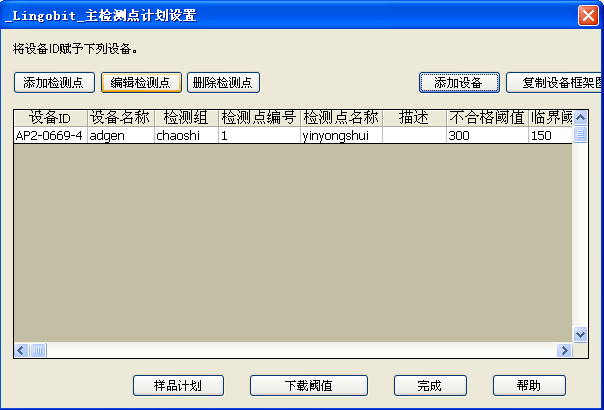 _Lingobit_主检测点计划设置
将设备ID赋予下列设备。
添加检测点 编辑检测点 删除检测点 添加设备 复制设备框架
设备ID 设备名称 检测组 检测点编号 检测点名称 描述 不合格阈值 临界阈
AP2-0669-4 adgen chaoshi 1 yinyongshui 300 150
样品计划 下载阈值 完成 帮助